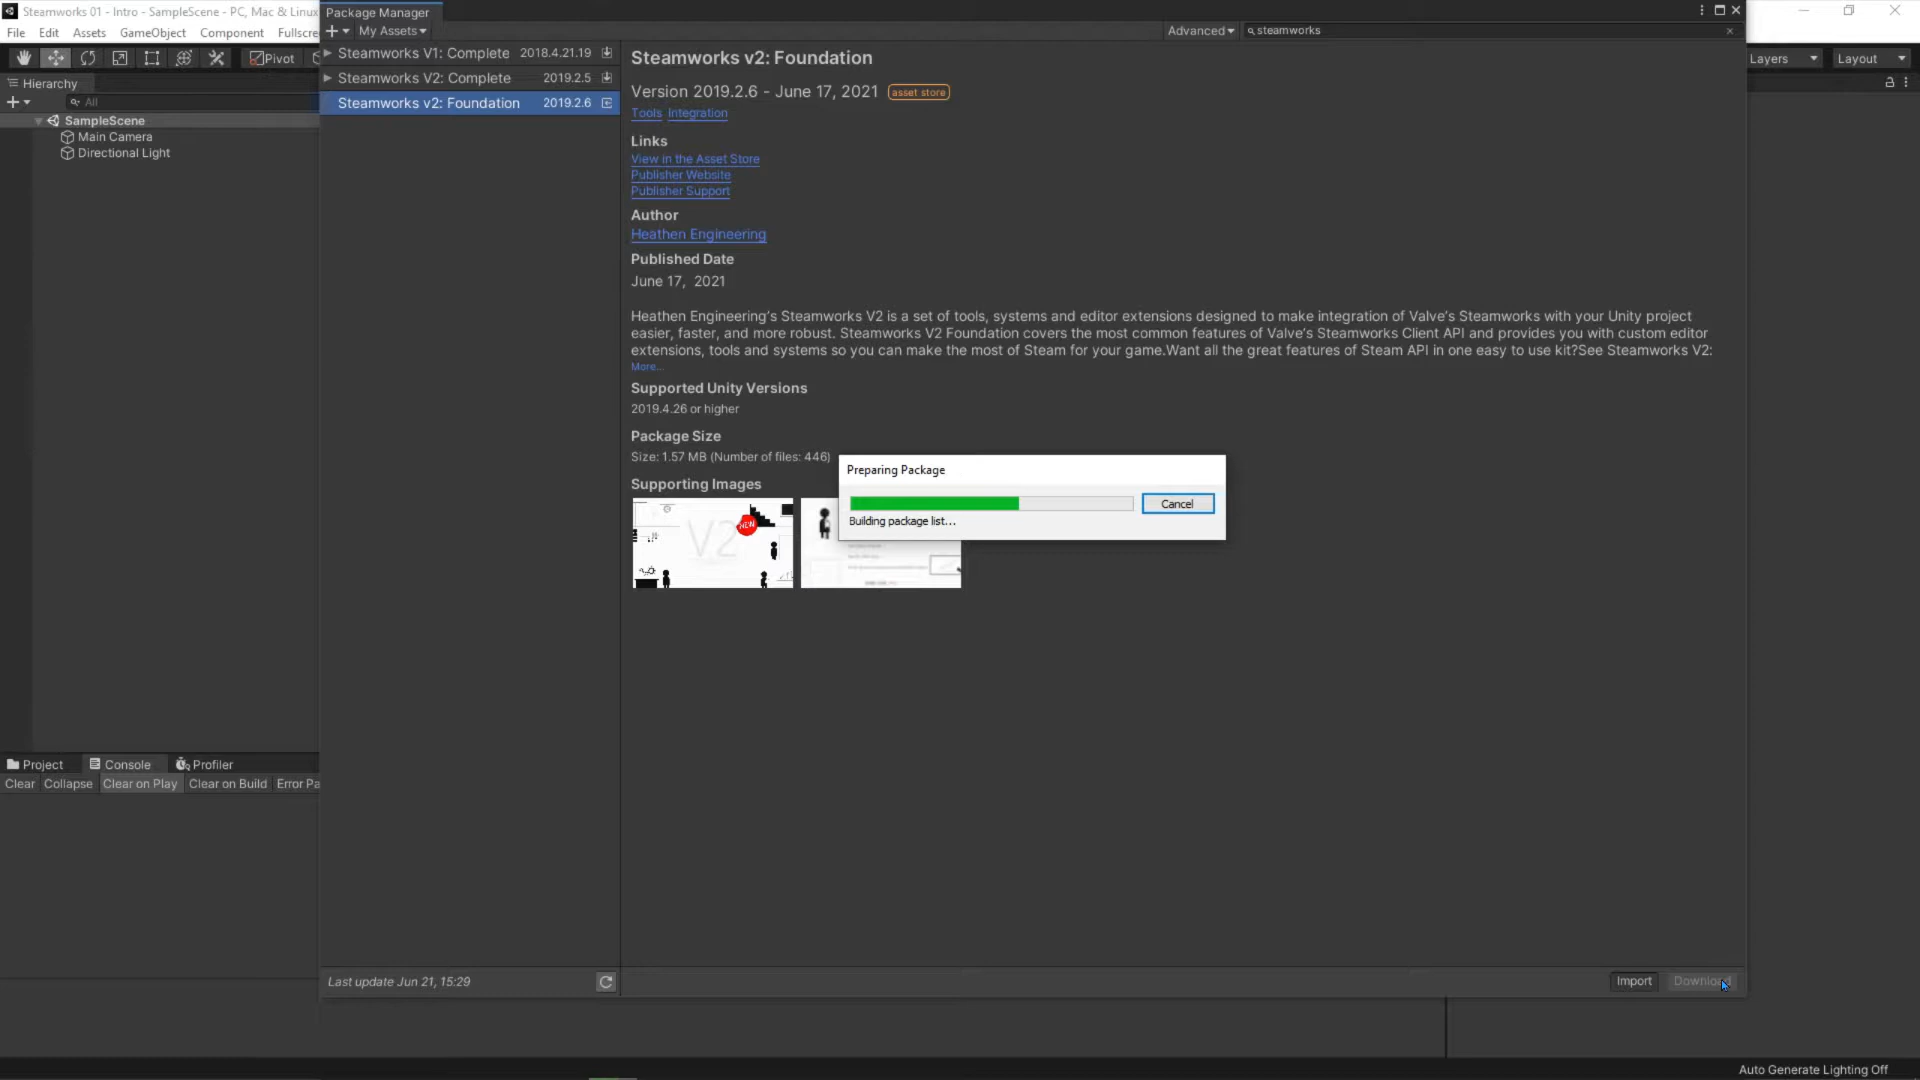 Steamworks 01 - Intro - SampleScene - PC, Mac & Linux
File Edit Assets GameObject Component Fullscre
Pivot
Layers Layout
Hierarchy
All
SampleScene
Main Camera
Directional Light
Package Manager
My Assets
Advanced
steamworks
Steamworks V1: Complete 2018.4.21.19
Steamworks V2: Complete 2019.2.5
Steamworks v2: Foundation 2019.2.6
Steamworks v2: Foundation
Version 2019.2.6 - June 17, 2021 asset store
Tools Integration
Links
View in the Asset Store
Publisher Website
Publisher Support
Author
Heathen Engineering
Published Date
June 17, 2021
Heathen Engineering's Steamworks V2 is a set of tools, systems and editor extensions designed to make integration of Valve's Steamworks with your Unity project
easier, faster, and more robust. Steamworks V2 Foundation covers the most common features of Valve's Steamworks Client API and provides you with custom editor
extensions, tools and systems so you can make the most of Steam for your game.Want all the great features of Steam API in one easy to use kit?See Steamworks V2:
More...
Supported Unity Versions
2019.4.26 or higher
Package Size
Size: 1.57 MB (Number of files: 446)
Supporting Images
V2
NEW
Preparing Package
Cancel
Building package list...
Project Console Profiler
Clear Collapse Clear on Play Clear on Build Error Pa
Last update Jun 21, 15:29
Import Download
Auto Generate Lighting Off